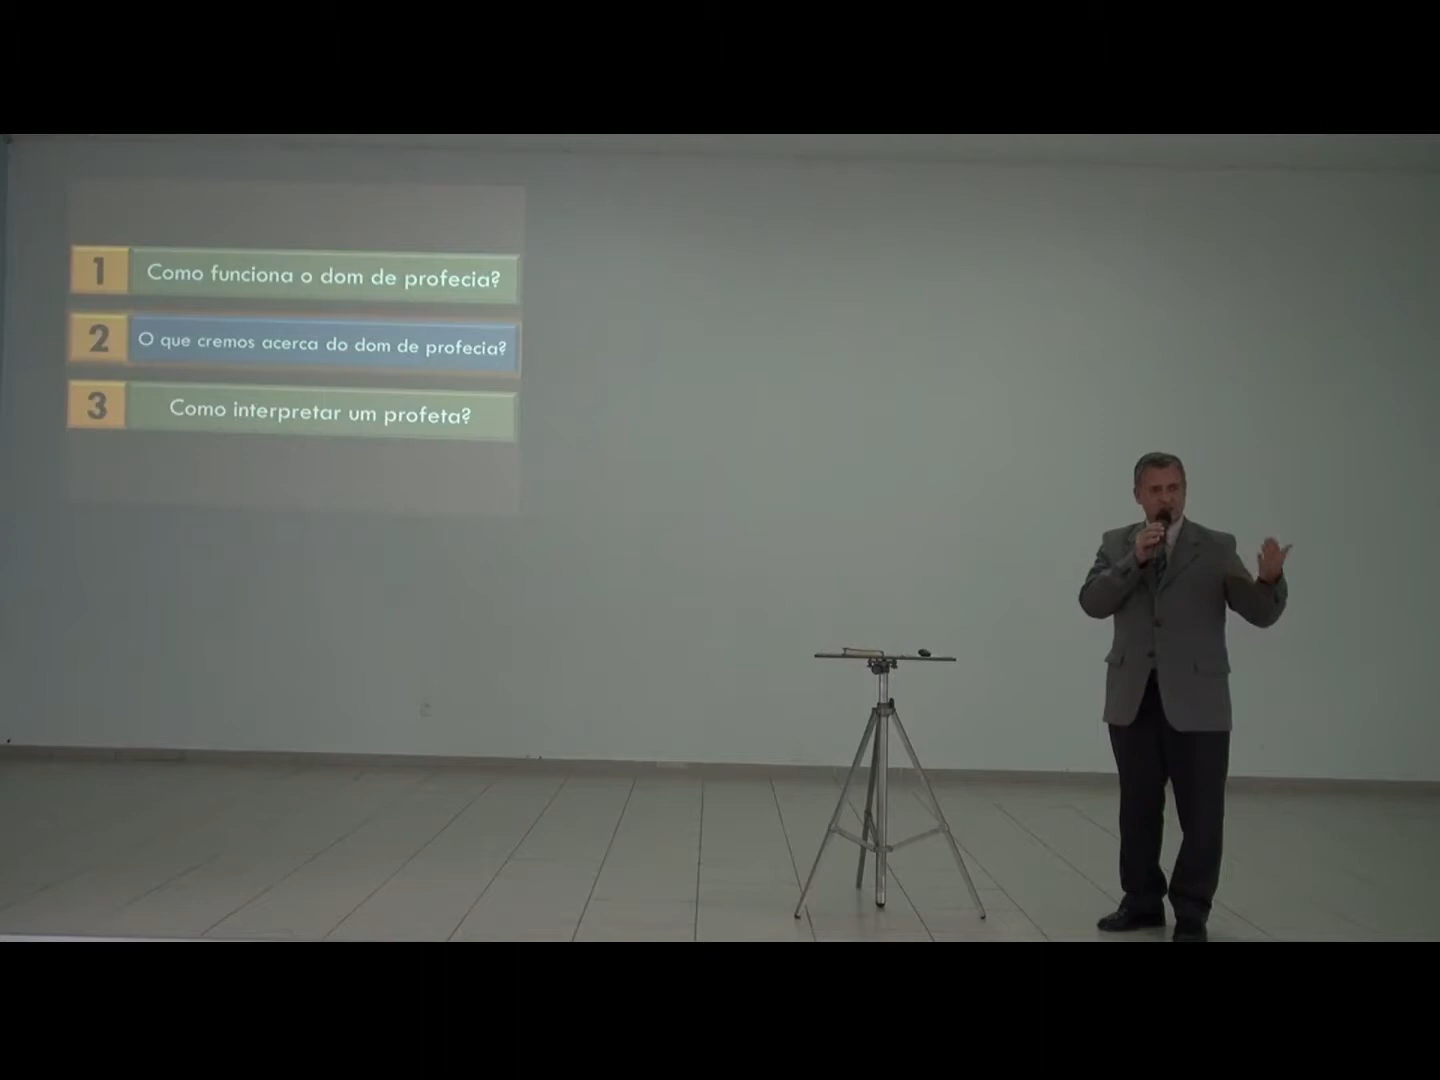 1 Como funciona o dom de profecia?
2 O que cremos acerca do dom de profecia?
3 Como interpretar um profeta?